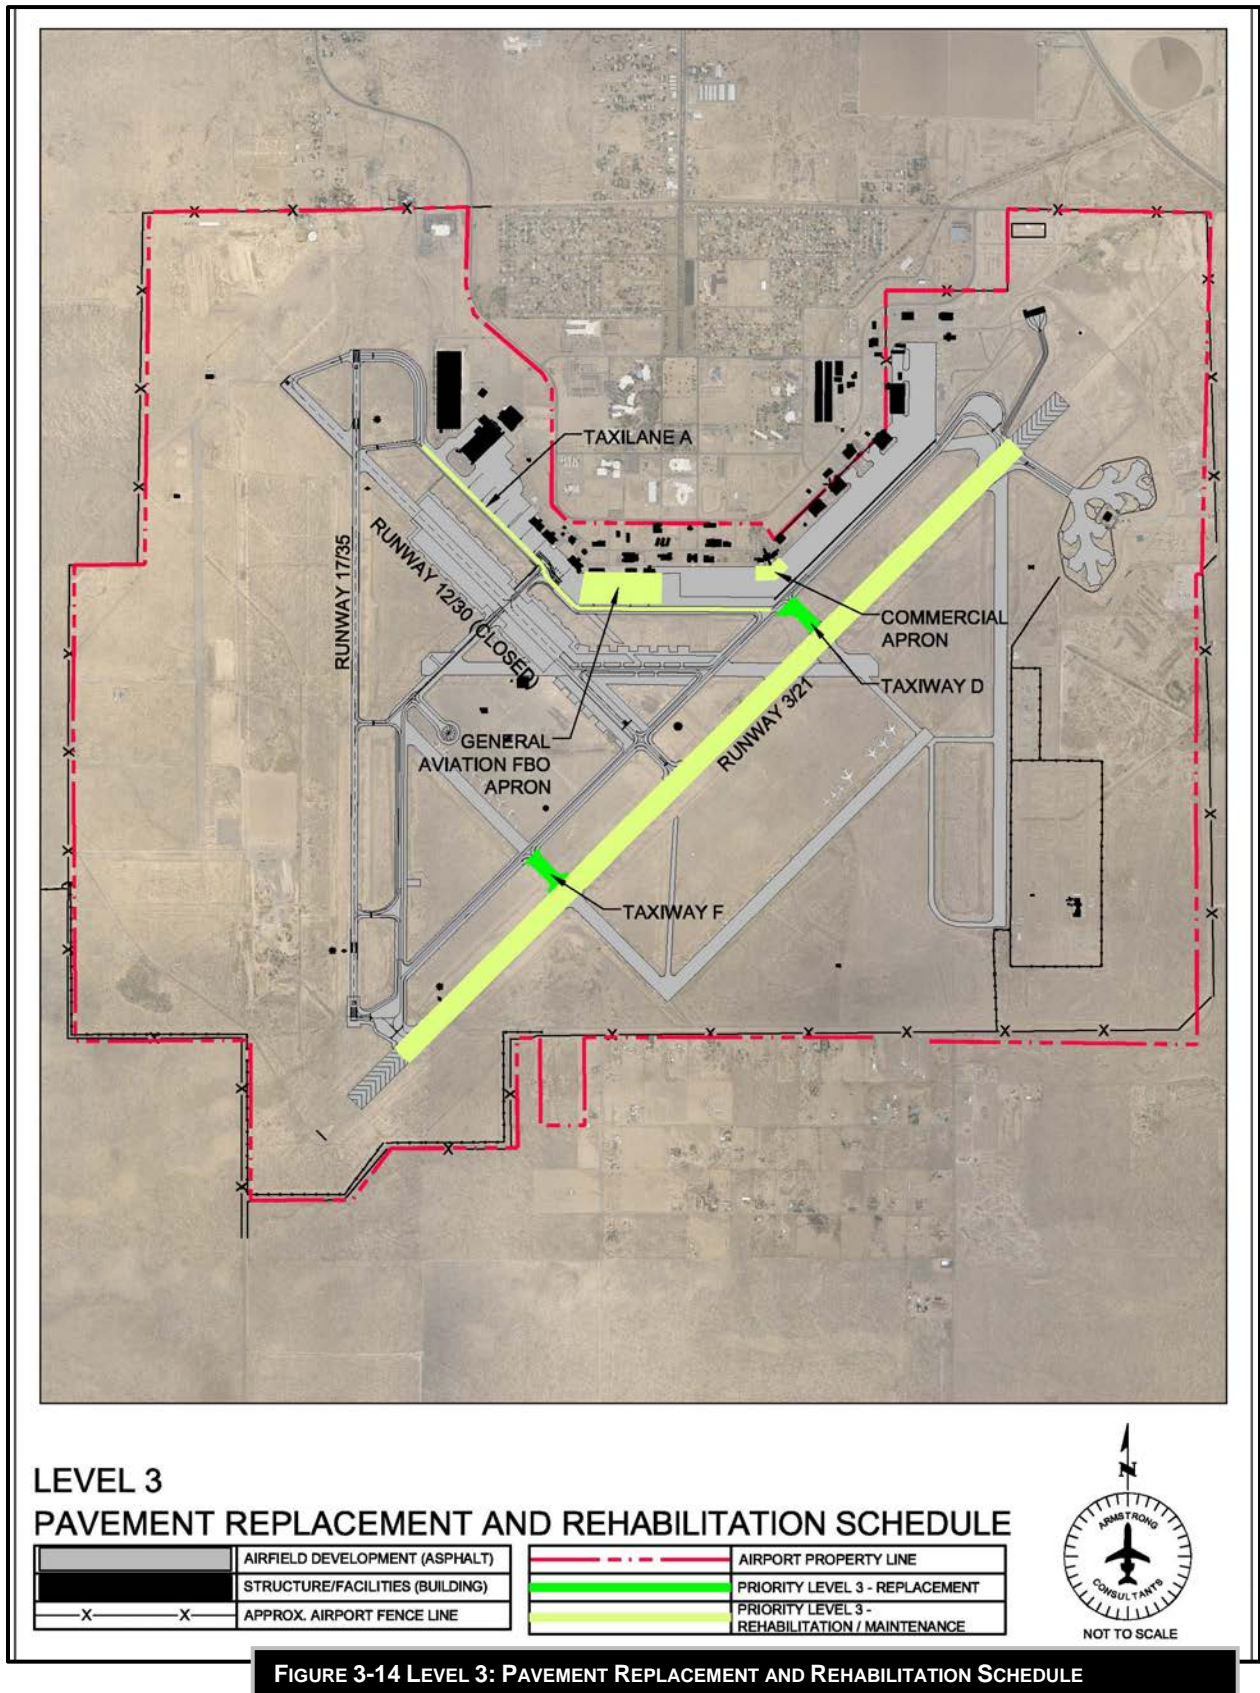 TAXILANE A
RUNWAY 17/35
RUNWAY 12/30 (CLOSED)
COMMERCIAL
APRON
TAXIWAY D
RUNWAY 3/21
GENERAL
AVIATION FBO
APRON
TAXIWAY F
LEVEL 3
PAVEMENT REPLACEMENT AND REHABILITATION SCHEDULE
AIRFIELD DEVELOPMENT (ASPHALT)
STRUCTURE/FACILITIES (BUILDING)
X X APPROX. AIRPORT FENCE LINE
AIRPORT PROPERTY LINE
PRIORITY LEVEL 3 - REPLACEMENT
PRIORITY LEVEL 3 -
REHABILITATION / MAINTENANCE
N
ARMSTRONG
CONSULTANTS
NOT TO SCALE
FIGURE 3-14 LEVEL 3: PAVEMENT REPLACEMENT AND REHABILITATION SCHEDULE